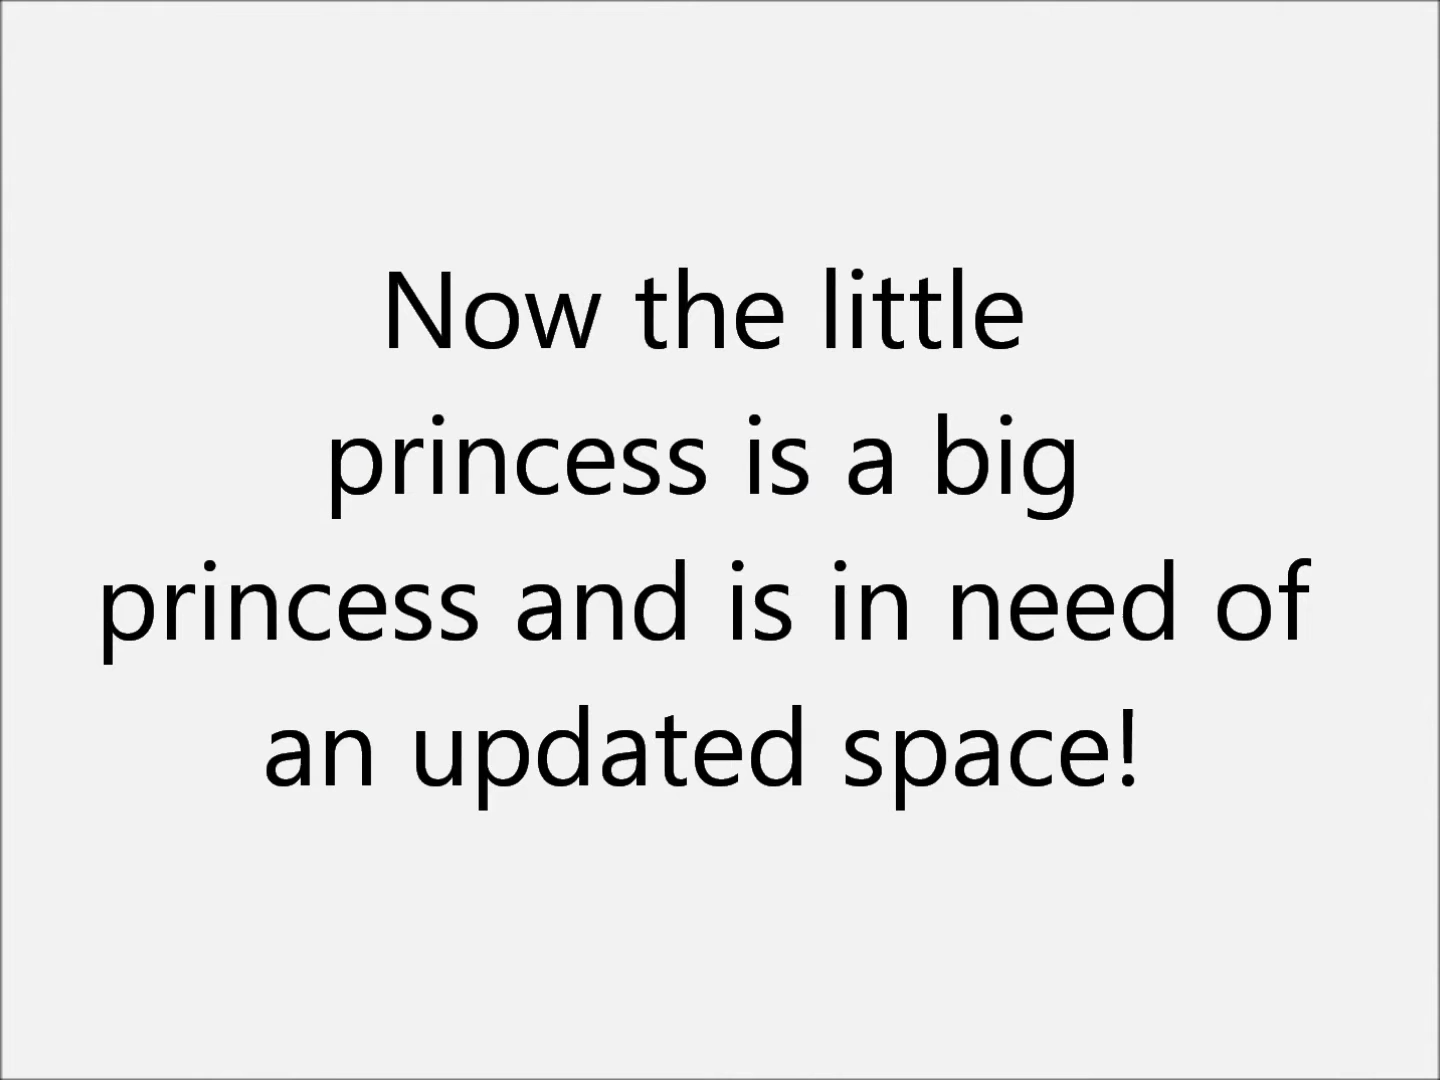 Now the little
princess is a big
princess and is in need of
an updated space!